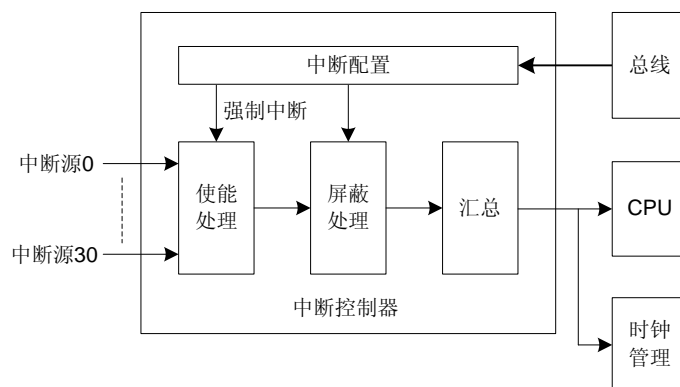 中断配置
总线
强制中断
中断源0
使能
处理
屏蔽
处理
汇总
CPU
中断源30
中断控制器
时钟
管理